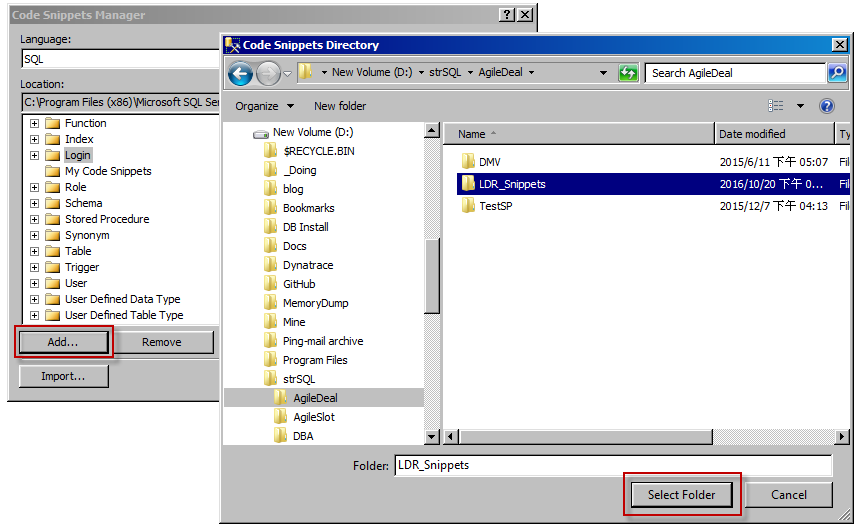 Code Snippets Manager
Language:
SQL
Location:
C:\Program Files (x86)\Microsoft SQL Ser
Function
Index
Login
My Code Snippets
Role
Schema
Stored Procedure
Synonym
Table
Trigger
User
User Defined Data Type
User Defined Table Type
Add...
Remove
Import...
Code Snippets Directory
New Volume (D:) strSQL AgileDeal
Search AgileDeal
Organize
New folder
New Volume (D:)
$RECYCLE.BIN
_Doing
blog
Bookmarks
DB Install
Docs
Dynatrace
GitHub
MemoryDump
Mine
Ping-mail archive
Program Files
strSQL
AgileDeal
AgileSlot
DBA
Name Date modified Ty
DMV 2015/6/11 下午 05:07 Fil
LDR_Snippets 2016/10/20 下午 0... Fil
TestSP 2015/12/7 下午 04:13 Fil
Folder: LDR_Snippets
Select Folder
Cancel